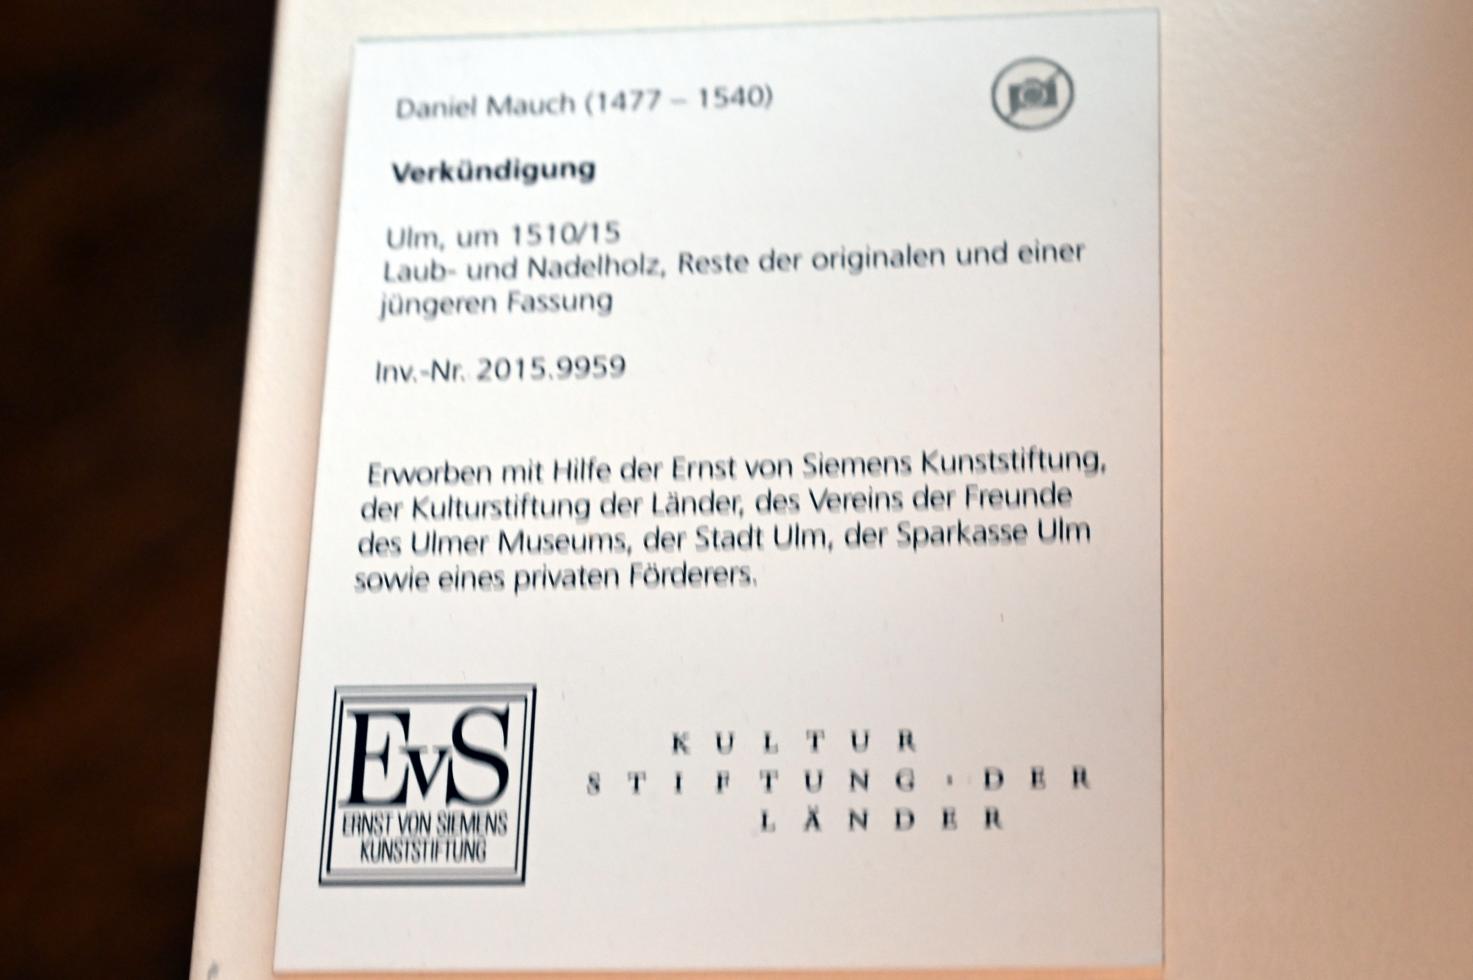 Daniel Mauch (1477 – 1540)
Verkündigung
Ulm, um 1510/15
Laub- und Nadelholz, Reste der originalen und einer
jüngeren Fassung
Inv.-Nr. 2015.9959
Erworben mit Hilfe der Ernst von Siemens Kunststiftung,
der Kulturstiftung der Länder, des Vereins der Freunde
des Ulmer Museums, der Stadt Ulm, der Sparkasse Ulm
sowie eines privaten Förderers.
EvS
ERNST VON SIEMENS
KUNSTSTIFTUNG
KULTUR
STIFTUNG · DER
LÄNDER